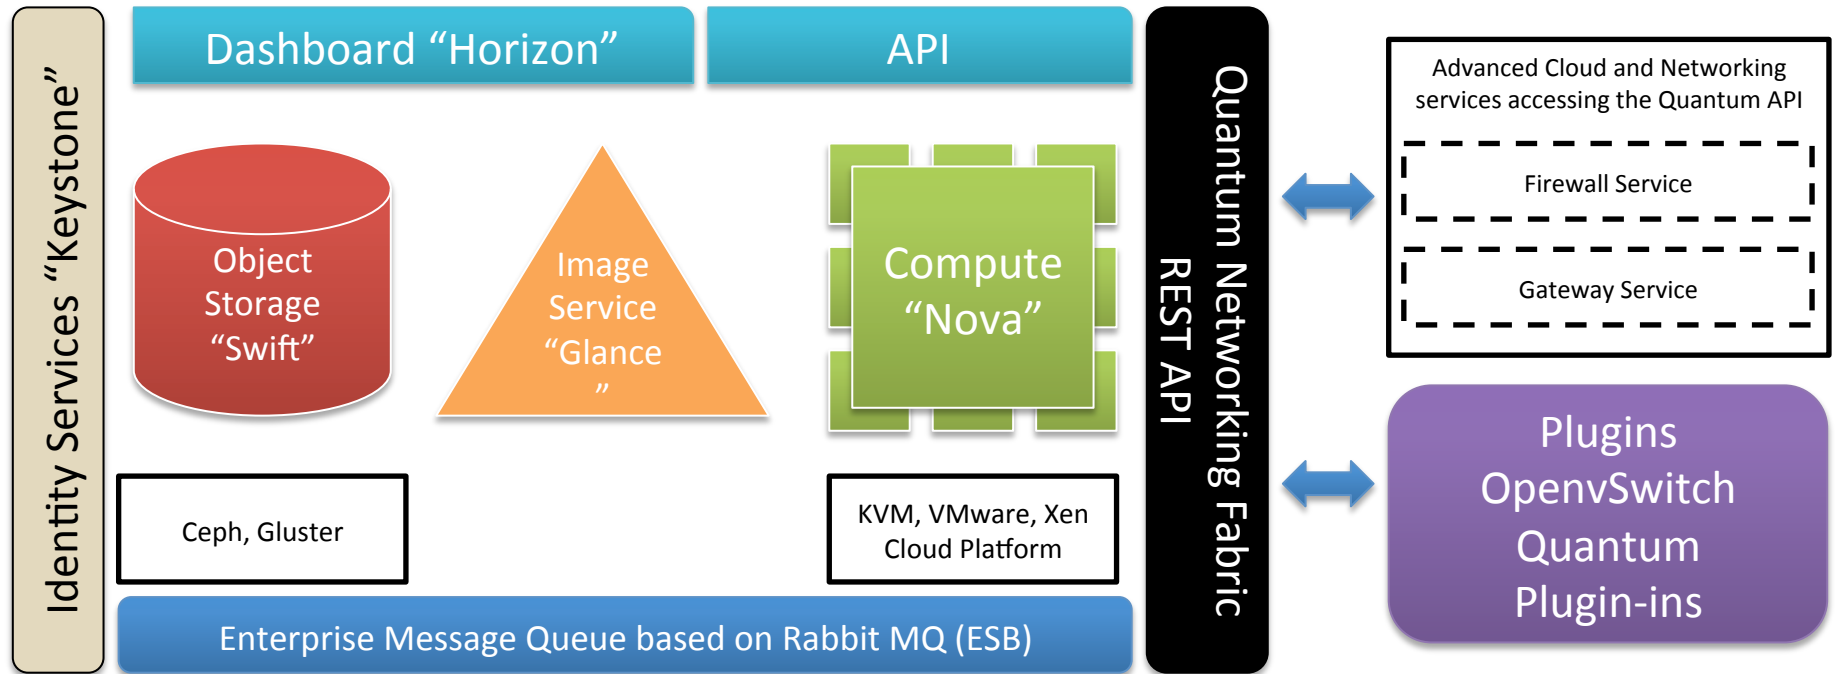 Identity Services “Keystone”
Dashboard “Horizon”
API
Object
Storage
“Swift”
Image
Service
“Glance
”
Compute
“Nova”
Ceph, Gluster
KVM, VMware, Xen
Cloud Platform
Enterprise Message Queue based on Rabbit MQ (ESB)
Quantum Networking Fabric
REST API
Advanced Cloud and Networking
services accessing the Quantum API
Firewall Service
Gateway Service
Plugins
OpenvSwitch
Quantum
Plugin-ins